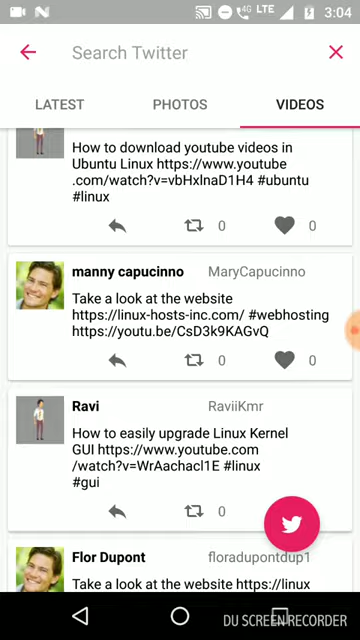 4G LTE 3:04
Search Twitter
LATEST PHOTOS VIDEOS
How to download youtube videos in
Ubuntu Linux https://www.youtube
.com/watch?v=vbHxlnaD1H4 #ubuntu
#linux
0 0
manny capucinno MaryCapucinno
Take a look at the website
https://linux-hosts-inc.com/ #webhosting
https://youtu.be/CsD3k9KAGvQ
0 0
Ravi RaviiKmr
How to easily upgrade Linux Kernel
GUI https://www.youtube.com
/watch?v=WrAachacl1E #linux
#gui
0
Flor Dupont floradupontdup1
Take a look at the website https://linux
DU SCREEN RECORDER